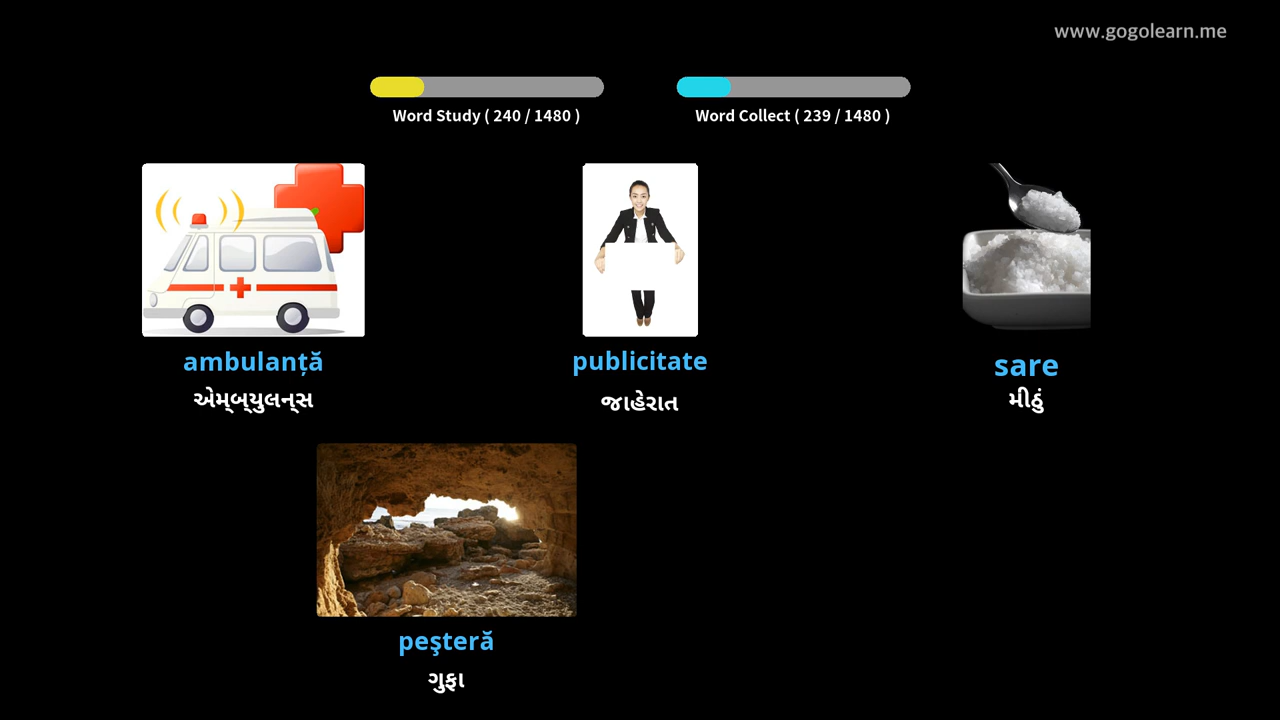 www.gogolearn.me
Word Study ( 240 / 1480 )
Word Collect ( 239 / 1480 )
ambulanță
એમ્બ્યુલન્સ
publicitate
જાહેરાત
sare
મીઠું
peşteră
ગુફા